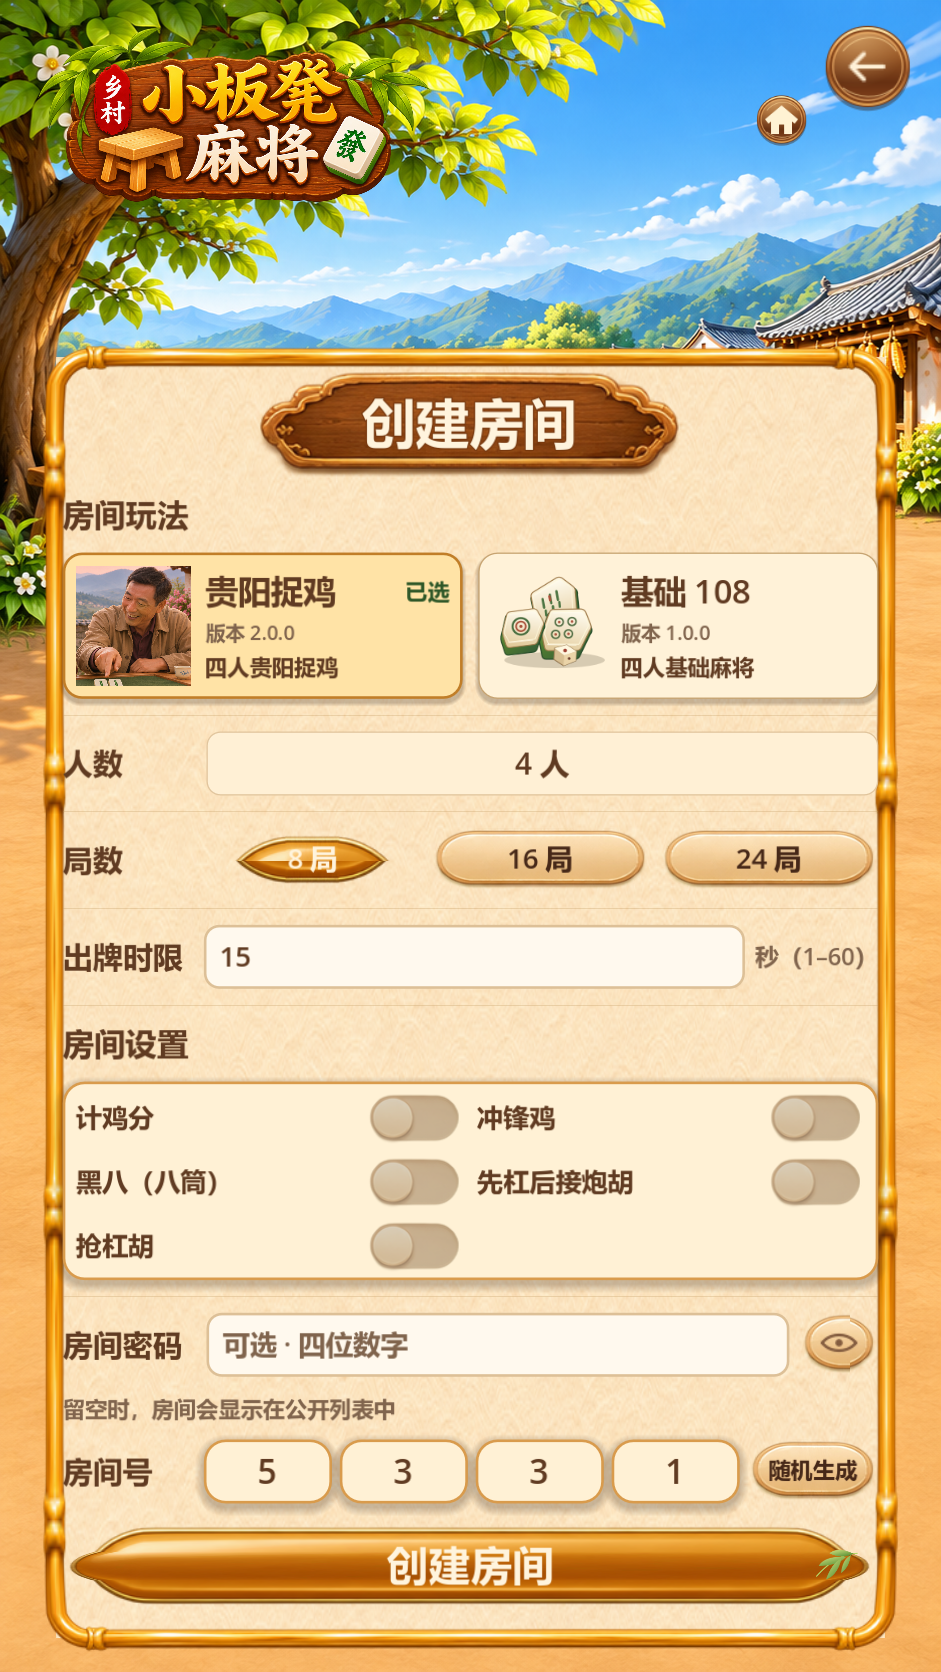 乡村
小板凳
麻将
發
创建房间
房间玩法
贵阳捉鸡
已选
版本 2.0.0
四人贵阳捉鸡
基础 108
版本 1.0.0
四人基础麻将
人数
4 人
局数
8 局
16 局
24 局
出牌时限
15
秒（1–60）
房间设置
计鸡分
冲锋鸡
黑八（八筒）
先杠后接炮胡
抢杠胡
房间密码
可选 · 四位数字
留空时，房间会显示在公开列表中
房间号
5
3
3
1
随机生成
创建房间